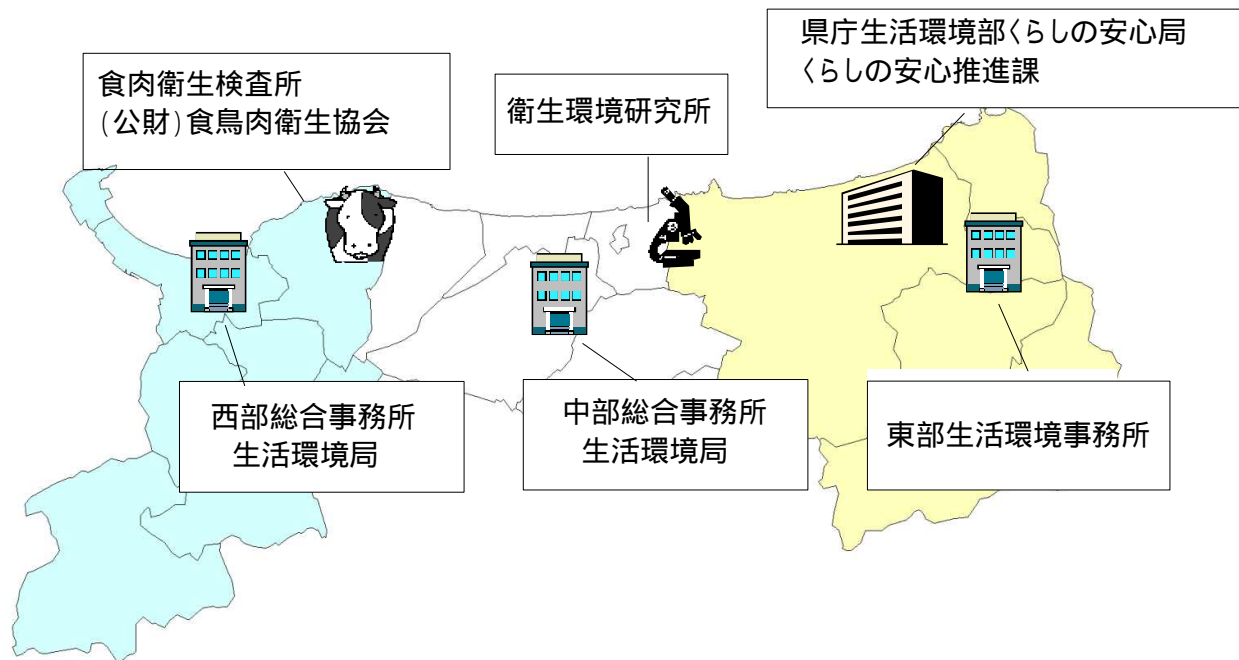 食肉衛生検査所
(公財)食鳥肉衛生協会
衛生環境研究所
県庁生活環境部くらしの安心局
くらしの安心推進課
西部総合事務所
生活環境局
中部総合事務所
生活環境局
東部生活環境事務所